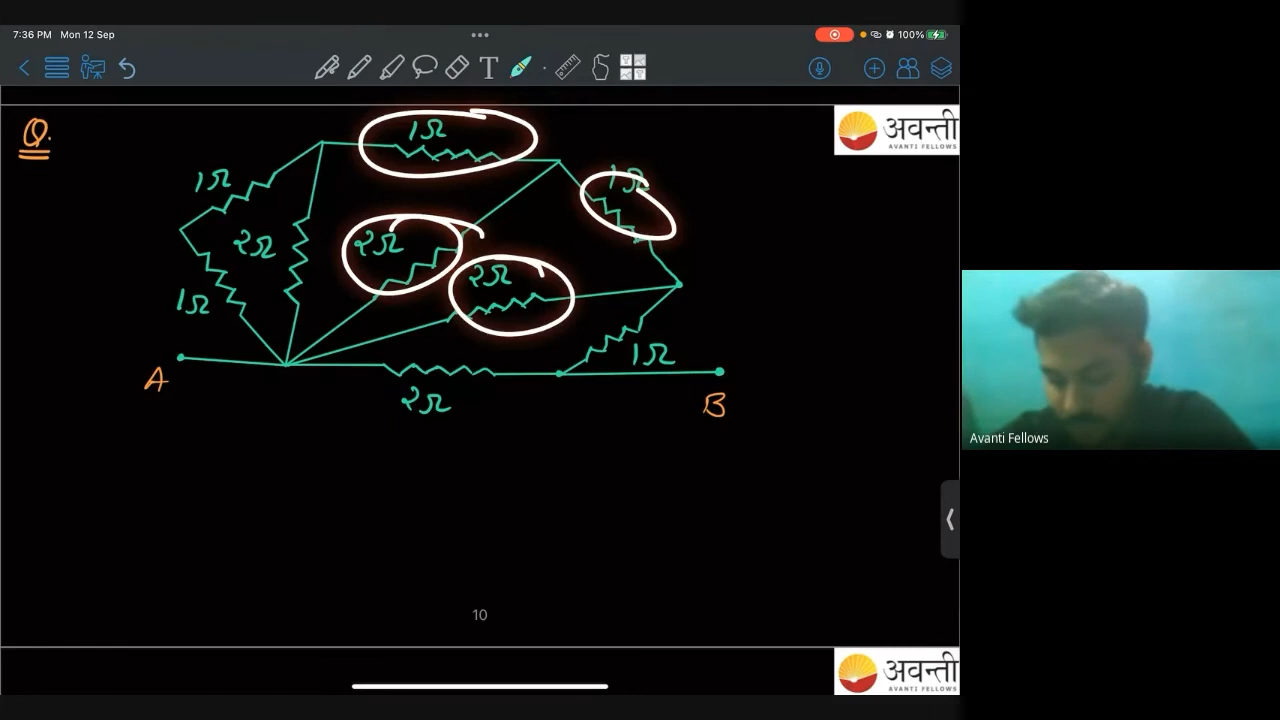 7:36 PM Mon 12 Sep
100%
T
Q.
अवन्ती
AVANTI FELLOWS
1Ω
1Ω
1Ω
2Ω
2Ω
2Ω
1Ω
1Ω
A
2Ω
B
Avanti Fellows
10
अवन्ती
AVANTI FELLOWS